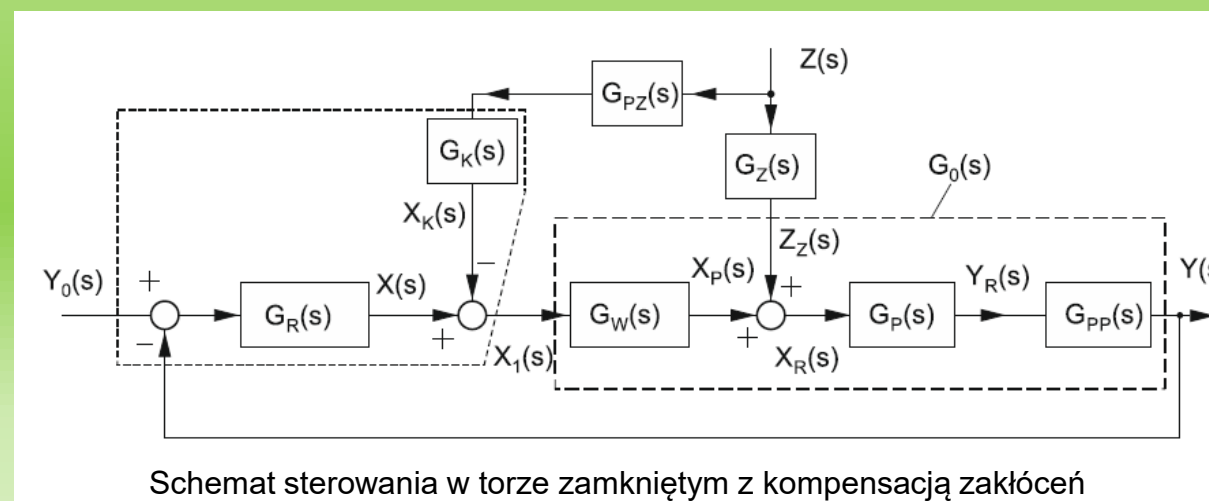 Z(s)
G_PZ(s)
G_K(s)
G_Z(s)
G_0(s)
X_K(s)
Z_Z(s)
Y_0(s)
+
X(s)
−
X_P(s)
+
Y_R(s)
Y(s
G_R(s)
G_W(s)
G_P(s)
G_PP(s)
−
+
X_1(s)
+
X_R(s)
Schemat sterowania w torze zamkniętym z kompensacją zakłóceń